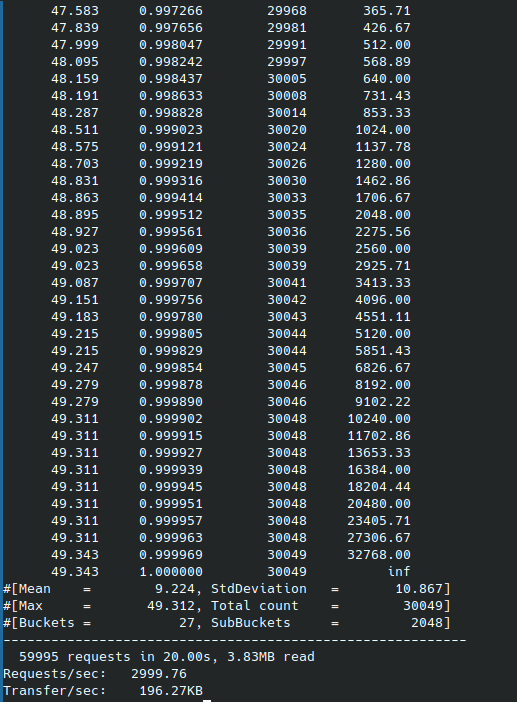 47.583 0.997266 29968 365.71
47.839 0.997656 29981 426.67
47.999 0.998047 29991 512.00
48.095 0.998242 29997 568.89
48.159 0.998437 30005 640.00
48.191 0.998633 30008 731.43
48.287 0.998828 30014 853.33
48.511 0.999023 30020 1024.00
48.575 0.999121 30024 1137.78
48.703 0.999219 30026 1280.00
48.831 0.999316 30030 1462.86
48.863 0.999414 30033 1706.67
48.895 0.999512 30035 2048.00
48.927 0.999561 30036 2275.56
49.023 0.999609 30039 2560.00
49.023 0.999658 30039 2925.71
49.087 0.999707 30041 3413.33
49.151 0.999756 30042 4096.00
49.183 0.999780 30043 4551.11
49.215 0.999805 30044 5120.00
49.215 0.999829 30044 5851.43
49.247 0.999854 30045 6826.67
49.279 0.999878 30046 8192.00
49.279 0.999890 30046 9102.22
49.311 0.999902 30048 10240.00
49.311 0.999915 30048 11702.86
49.311 0.999927 30048 13653.33
49.311 0.999939 30048 16384.00
49.311 0.999945 30048 18204.44
49.311 0.999951 30048 20480.00
49.311 0.999957 30048 23405.71
49.311 0.999963 30048 27306.67
49.343 0.999969 30049 32768.00
49.343 1.000000 30049 inf
#[Mean    =        9.224, StdDeviation   =       10.867]
#[Max     =       49.312, Total count    =        30049]
#[Buckets =           27, SubBuckets     =         2048]
----------------------------------------------------------
59995 requests in 20.00s, 3.83MB read
Requests/sec:   2999.76
Transfer/sec:    196.27KB